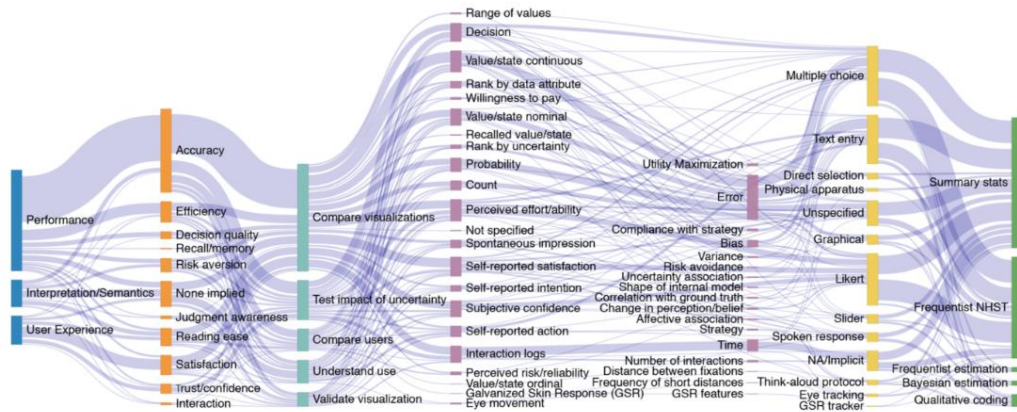 Performance
Interpretation/Semantics
User Experience
Accuracy
Efficiency
Decision quality
Recall/memory
Risk aversion
None implied
Judgment awareness
Reading ease
Satisfaction
Trust/confidence
Interaction
Compare visualizations
Test impact of uncertainty
Compare users
Understand use
Validate visualization
Range of values
Decision
Value/state continuous
Rank by data attribute
Willingness to pay
Value/state nominal
Recalled value/state
Rank by uncertainty
Probability
Count
Perceived effort/ability
Not specified
Spontaneous impression
Self-reported satisfaction
Self-reported intention
Subjective confidence
Self-reported action
Interaction logs
Perceived risk/reliability
Value/state ordinal
Galvanized Skin Response (GSR)
Eye movement
Utility Maximization
Error
Compliance with strategy
Bias
Variance
Risk avoidance
Uncertainty association
Shape of internal model
Correlation with ground truth
Change in perception/belief
Affective association
Strategy
Time
Number of interactions
Distance between fixations
Frequency of short distances
GSR features
Multiple choice
Text entry
Direct selection
Physical apparatus
Unspecified
Graphical
Likert
Slider
Spoken response
NA/Implicit
Think-aloud protocol
Eye tracking
GSR tracker
Summary stats
Frequentist NHST
Frequentist estimation
Bayesian estimation
Qualitative coding